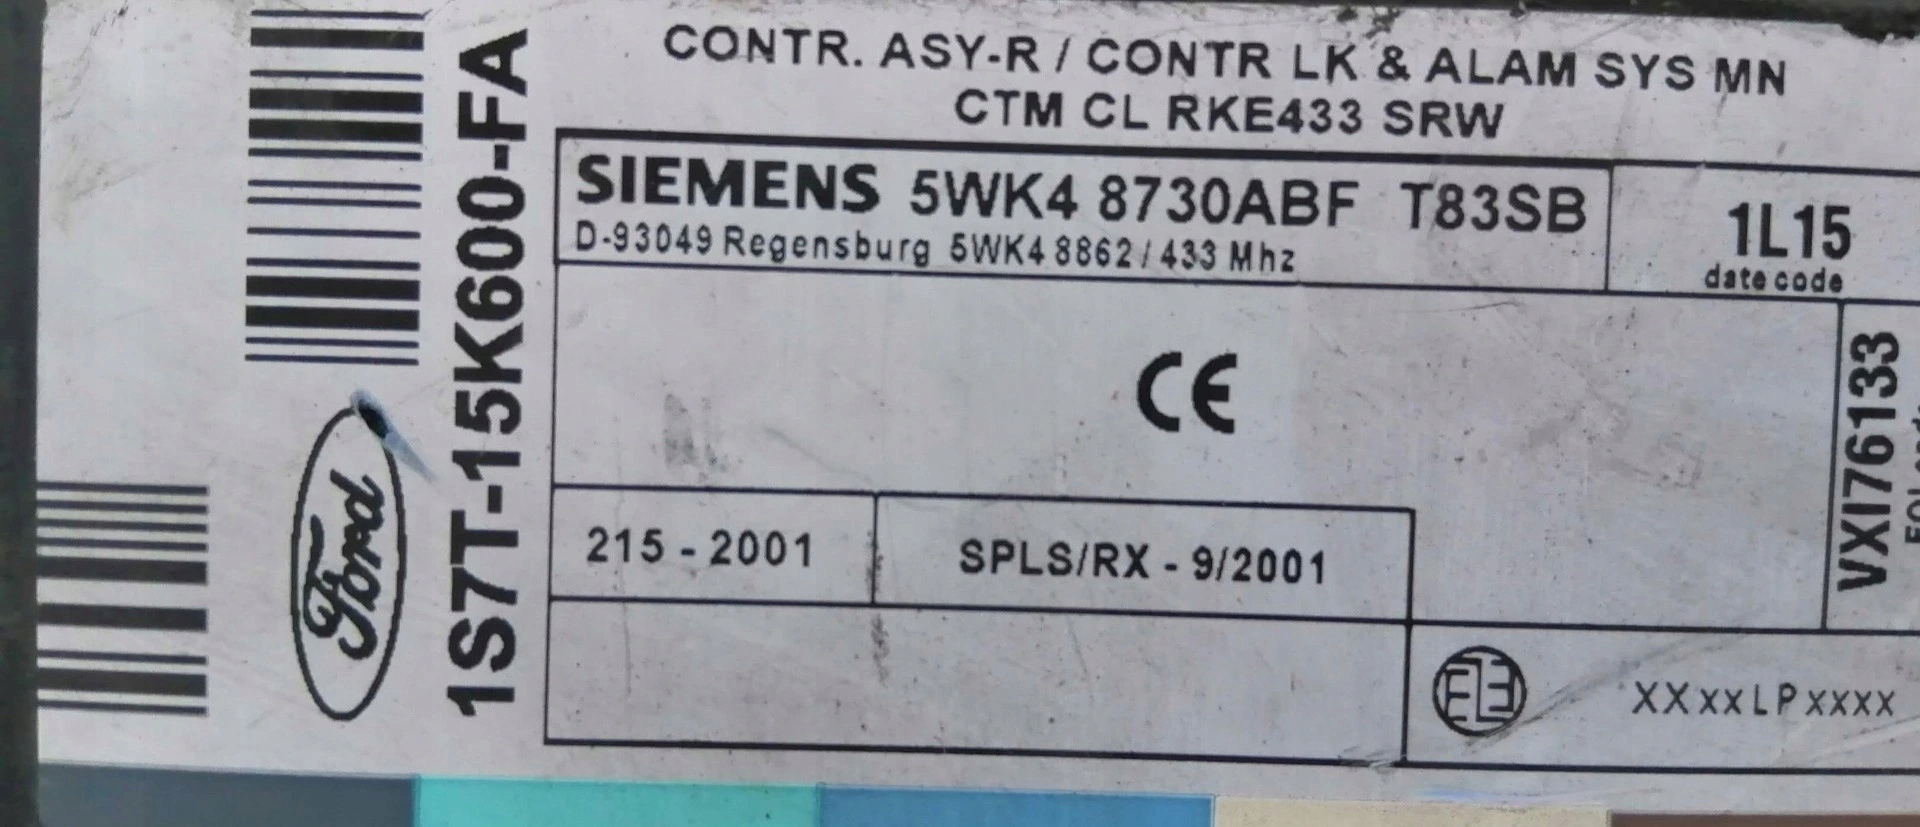 CONTR. ASY-R / CONTR LK & ALAM SYS MN
CTM CL RKE433 SRW
1S7T-15K600-FA
Ford
SIEMENS 5WK4 8730ABF T83SB
D-93049 Regensburg 5WK4 8862 / 433 Mhz
1L15
date code
CE
VXI76133
215 - 2001
SPLS/RX - 9/2001
XXxxLPxxxx